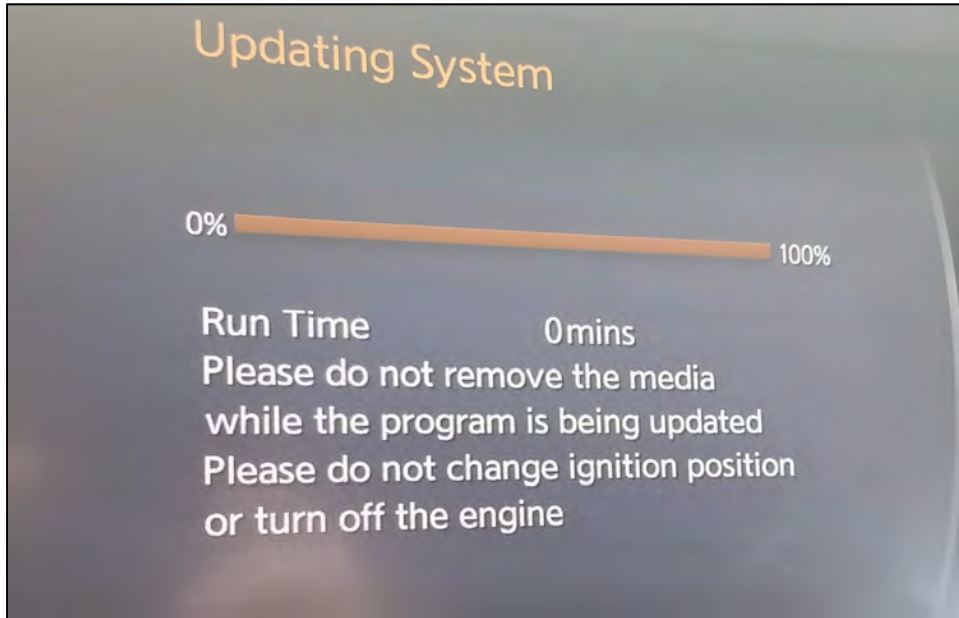 Updating System
0% 100%
Run Time 0mins
Please do not remove the media
while the program is being updated
Please do not change ignition position
or turn off the engine